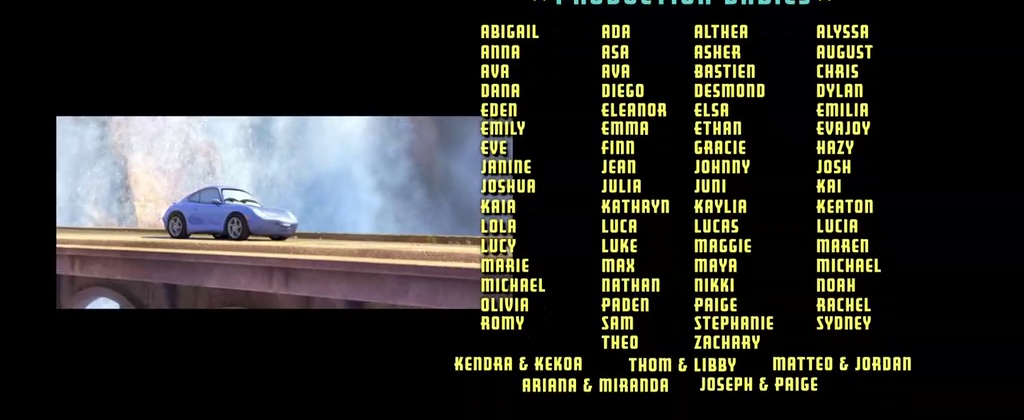 PRODUCTION BABIES
ABIGAIL ADA ALTHEA ALYSSA
ANNA ASA ASHER AUGUST
AVA AVA BASTIEN CHRIS
DANA DIEGO DESMOND DYLAN
EDEN ELEANOR ELSA EMILIA
EMILY EMMA ETHAN EVAJOY
EVE FINN GRACIE HAZY
JANINE JEAN JOHNNY JOSH
JOSHUA JULIA JUNI KAI
KAIA KATHRYN KAYLIA KEATON
LOLA LUCA LUCAS LUCIA
LUCY LUKE MAGGIE MAREN
MARIE MAX MAYA MICHAEL
MICHAEL NATHAN NIKKI NOAH
OLIVIA PADEN PAIGE RACHEL
ROMY SAM STEPHANIE SYDNEY
THEO ZACHARY
KENDRA & KEKOA THOM & LIBBY MATTEO & JORDAN
ARIANA & MIRANDA JOSEPH & PAIGE